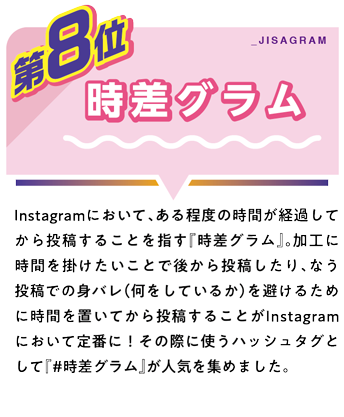 第8位
_JISAGRAM
時差グラム
Instagramにおいて、ある程度の時間が経過して
から投稿することを指す『時差グラム』。加工に
時間を掛けたいことで後から投稿したり、なう
投稿での身バレ(何をしているか)を避けるため
に時間を置いてから投稿することがInstagram
において定番に！その際に使うハッシュタグと
して『#時差グラム』が人気を集めました。